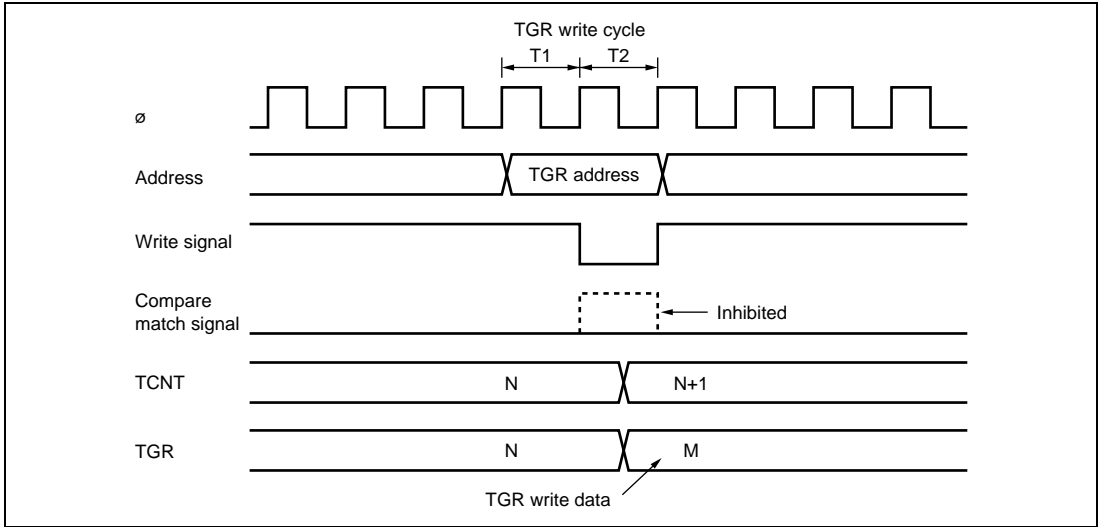 TGR write cycle
T1 T2
ø
Address
TGR address
Write signal
Compare
match signal
Inhibited
TCNT
N
N+1
TGR
N
M
TGR write data